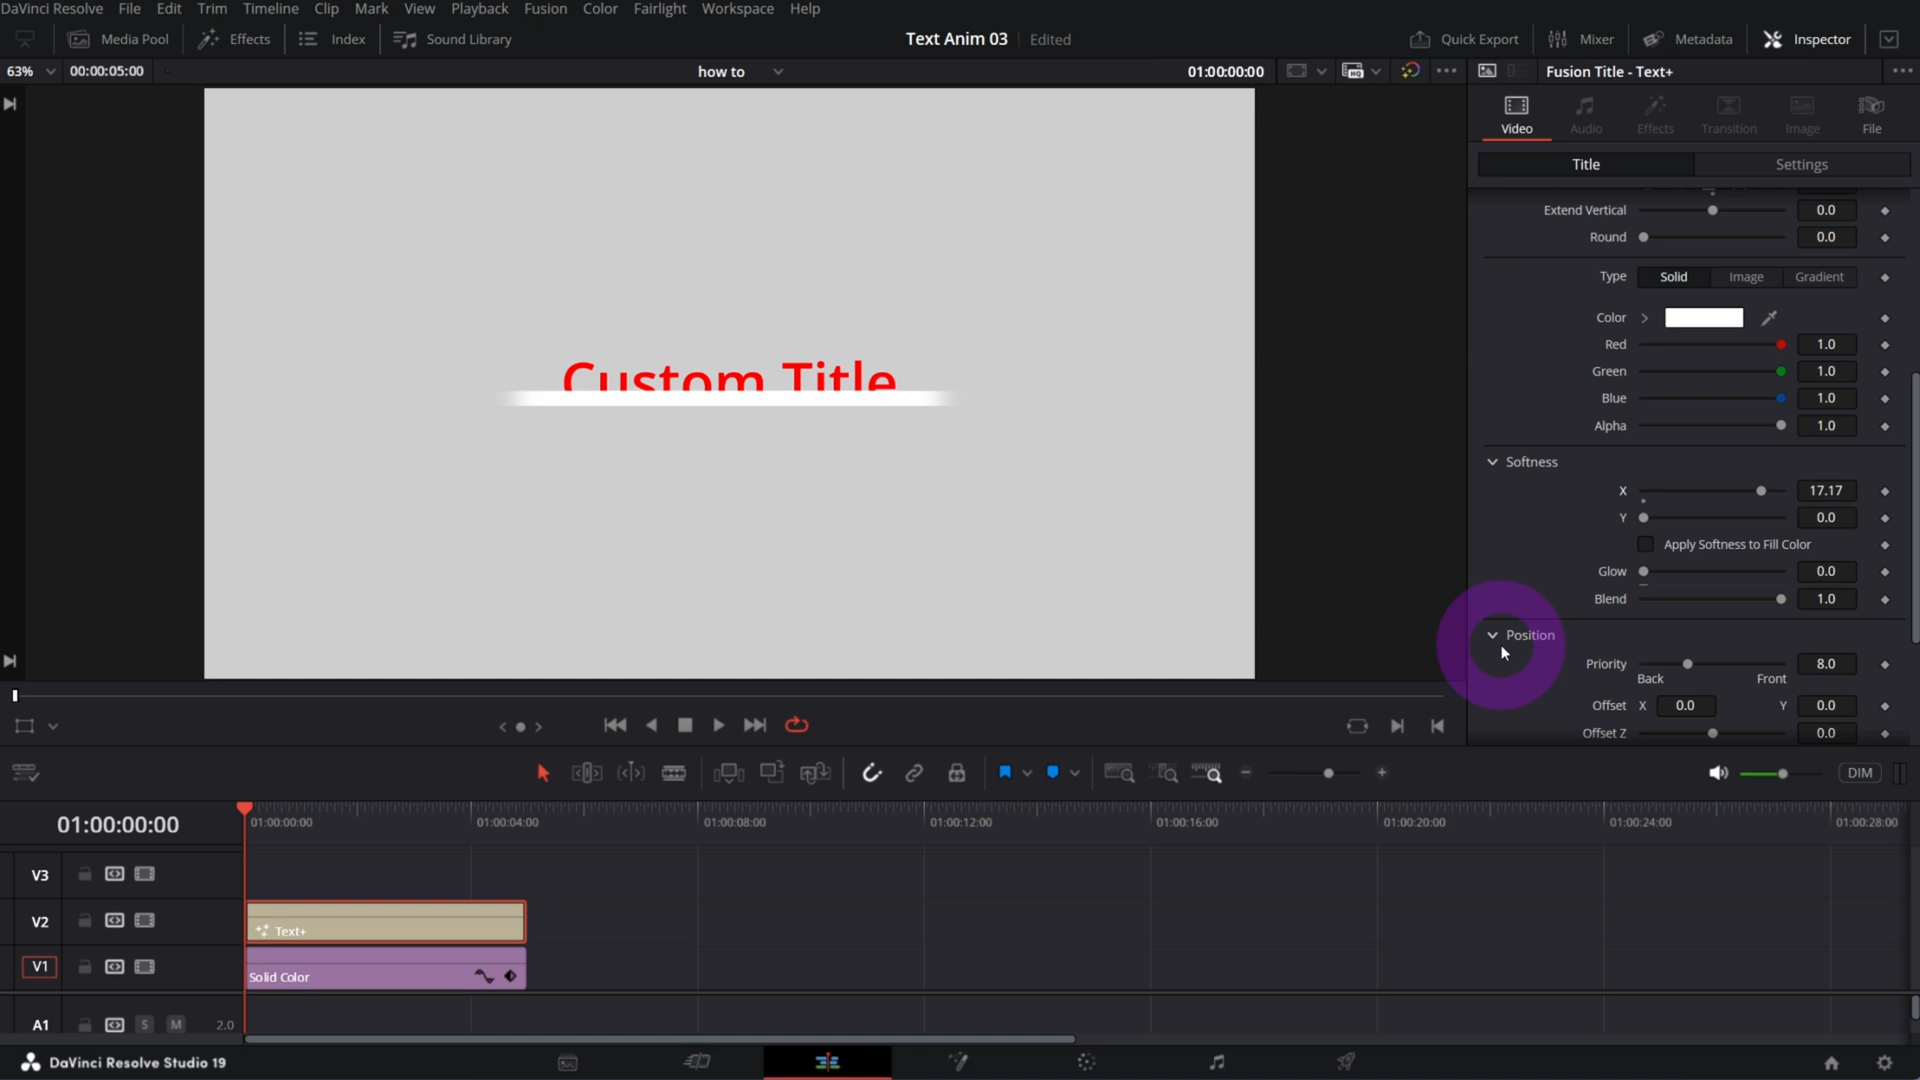 DaVinci Resolve File Edit Trim Timeline Clip Mark View Playback Fusion Color Fairlight Workspace Help
Media Pool Effects Index Sound Library Text Anim 03 Edited Quick Export Mixer Metadata Inspector
63% 00:00:05:00 how to 01:00:00:00 HQ Fusion Title - Text+
Video Audio Effects Transition Image File
Title Settings
Extend Vertical 0.0
Round 0.0
Type Solid Image Gradient
Color
Red 1.0
Custom Title
Green 1.0
Blue 1.0
Alpha 1.0
Softness
X 17.17
Y 0.0
Apply Softness to Fill Color
Glow 0.0
Blend 1.0
Position
Priority 8.0
Back Front
Offset X 0.0 Y 0.0
Offset Z 0.0
DIM
01:00:00:00 01:00:00:00 01:00:04:00 01:00:08:00 01:00:12:00 01:00:16:00 01:00:20:00 01:00:24:00 01:00:28:00
V3
V2 Text+
V1 Solid Color
A1 S M 2.0
DaVinci Resolve Studio 19